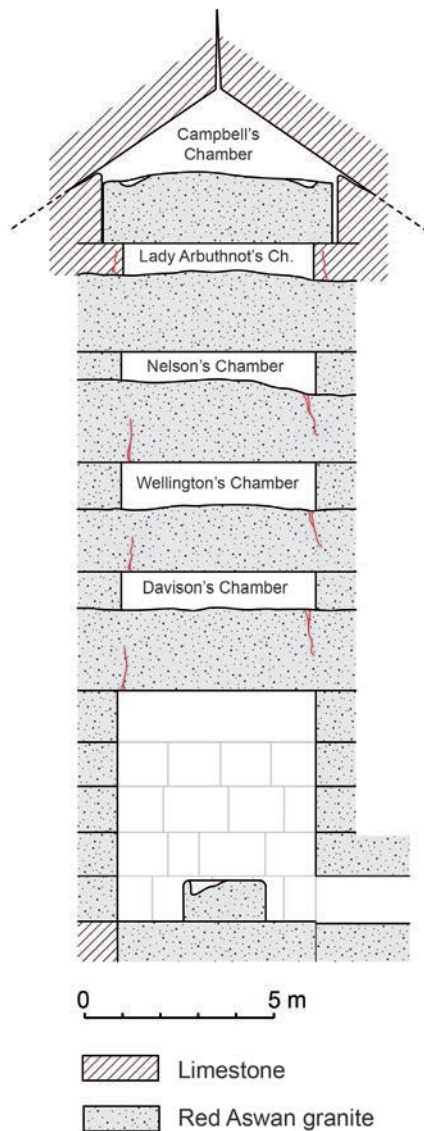 Campbell's
Chamber
Lady Arbuthnot's Ch.
Nelson's Chamber
Wellington's Chamber
Davison's Chamber
0 5 m
Limestone
Red Aswan granite